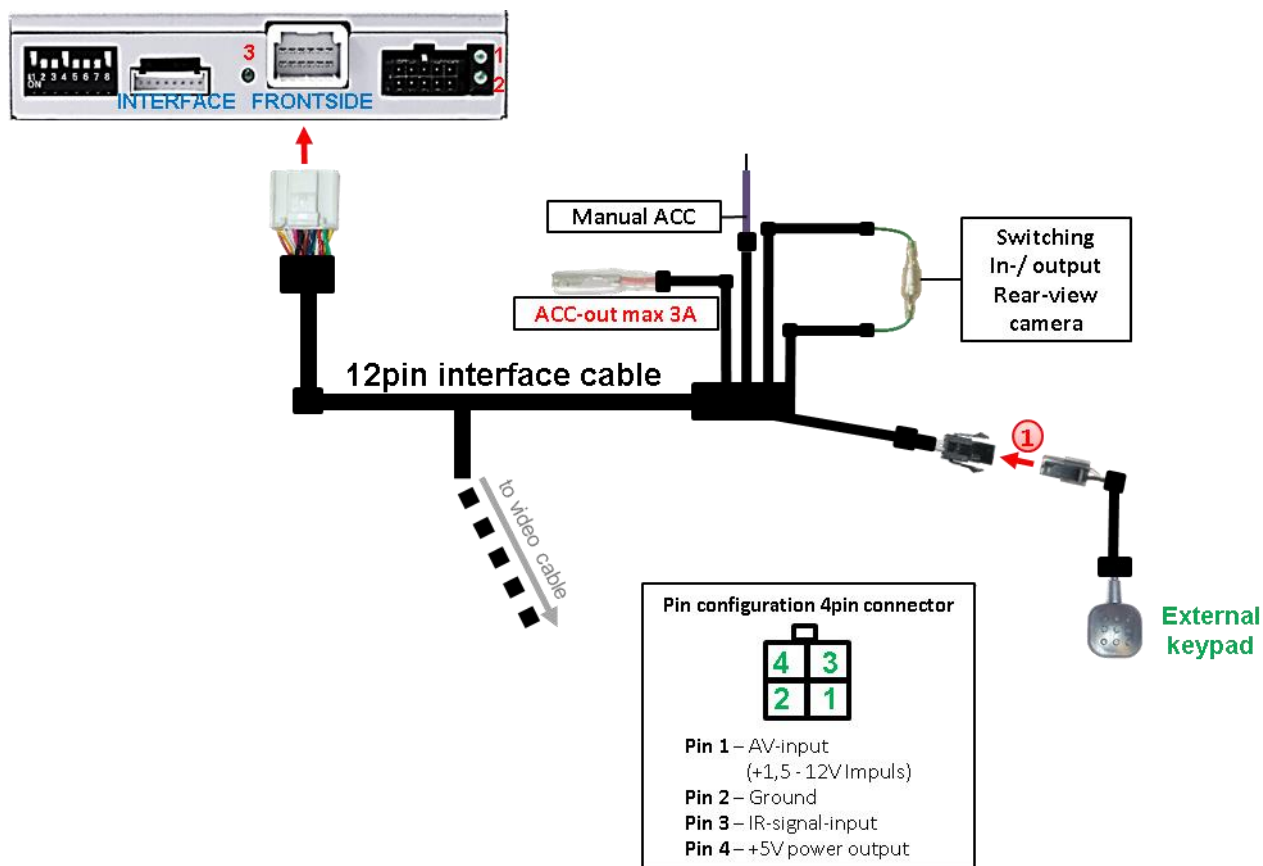 1 2 3 4 5 6 7 8
ON
3
1
2
INTERFACE FRONTSIDE
Manual ACC
ACC-out max 3A
Switching
In-/ output
Rear-view
camera
12pin interface cable
1
to video cable
External
keypad
Pin configuration 4pin connector
4 3
2 1
Pin 1 – AV-input
(+1,5 - 12V Impuls)
Pin 2 – Ground
Pin 3 – IR-signal-input
Pin 4 – +5V power output